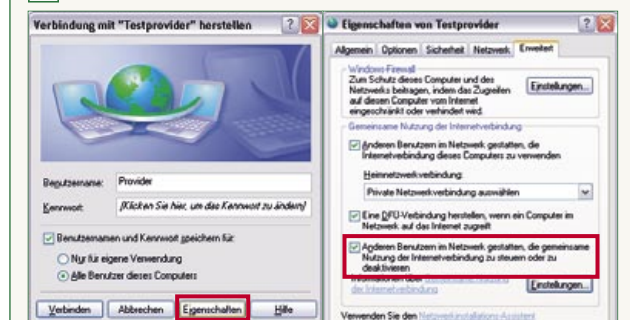 Verbindung mit "Testprovider" herstellen
Benutzername:
Provider
Kennwort:
[Klicken Sie hier, um das Kennwort zu ändern]
Benutzernamen und Kennwort speichern für:
Nur für eigene Verwendung
Alle Benutzer dieses Computers
Verbinden
Abbrechen
Eigenschaften
Hilfe
Eigenschaften von Testprovider
Allgemein
Optionen
Sicherheit
Netzwerk
Erweitert
Windows-Firewall
Zum Schutz dieses Computer und des
Netzwerks beitragen, indem das Zugreifen
auf diesen Computer vom Internet
eingeschränkt oder verhindert wird.
Einstellungen...
Gemeinsame Nutzung der Internetverbindung
Anderen Benutzern im Netzwerk gestatten, die
Internetverbindung dieses Computers zu verwenden
Heimnetzwerkverbindung:
Private Netzwerkverbindung auswählen
Eine DFÜ-Verbindung herstellen, wenn ein Computer im
Netzwerk auf das Internet zugreift
Anderen Benutzern im Netzwerk gestatten, die gemeinsame
Nutzung der Internetverbindung zu steuern oder zu
deaktivieren
Informationen über
der Internetverbindung
Einstellungen...
Verwenden Sie den Netzwerkinstallations-Assistent